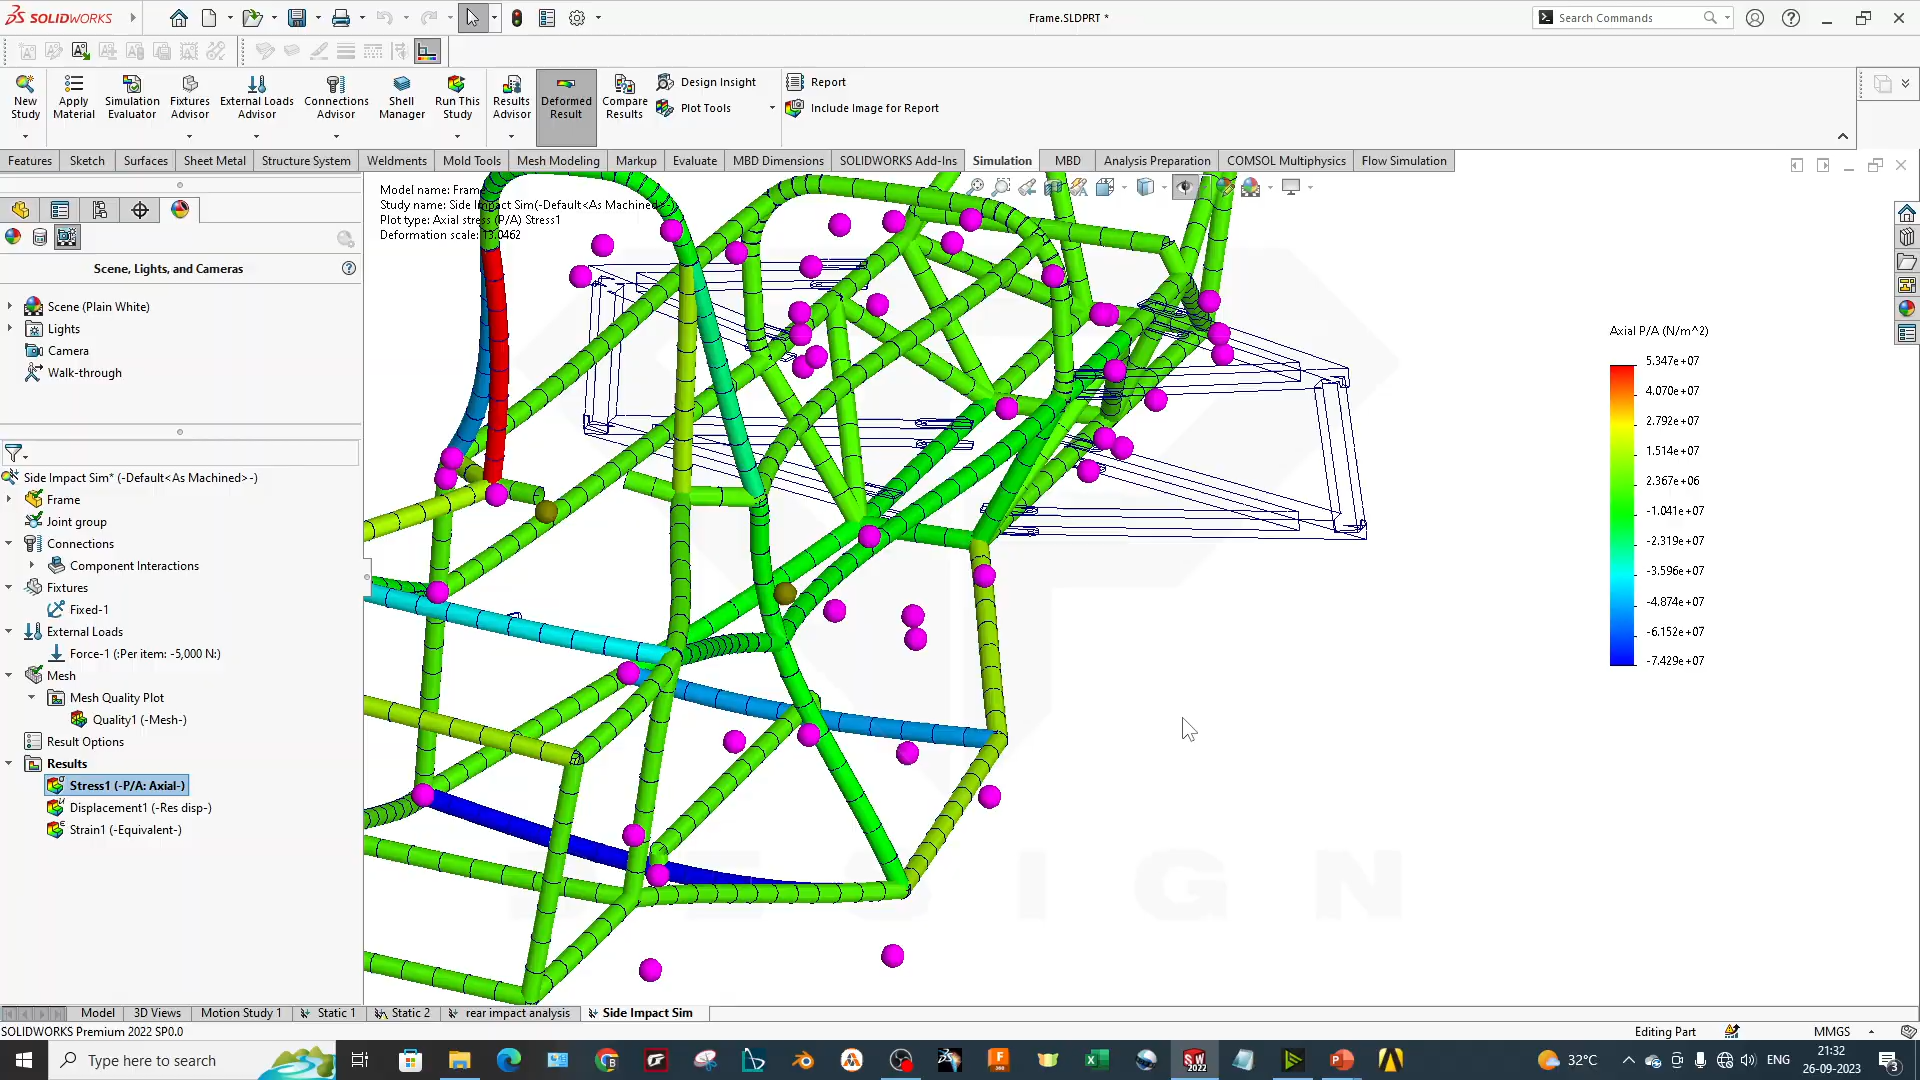 SOLIDWORKS
Frame.SLDPRT *
Search Commands
New Study
Apply Material
Simulation Evaluator
Fixtures Advisor
External Loads Advisor
Connections Advisor
Shell Manager
Run This Study
Results Advisor
Deformed Result
Compare Results
Design Insight
Plot Tools
Report
Include Image for Report
Features
Sketch
Surfaces
Sheet Metal
Structure System
Weldments
Mold Tools
Mesh Modeling
Markup
Evaluate
MBD Dimensions
SOLIDWORKS Add-Ins
Simulation
MBD
Analysis Preparation
COMSOL Multiphysics
Flow Simulation
Model name: Frame
Study name: Side Impact Sim(-Default<As Machined>-)
Plot type: Axial stress (P/A) Stress1
Deformation scale: 13.0462
Scene, Lights, and Cameras
Scene (Plain White)
Lights
Camera
Walk-through
Side Impact Sim* (-Default<As Machined>-)
Frame
Joint group
Connections
Component Interactions
Fixtures
Fixed-1
External Loads
Force-1 (:Per item: -5,000 N:)
Mesh
Mesh Quality Plot
Quality1 (-Mesh-)
Result Options
Results
Stress1 (-P/A: Axial-)
Displacement1 (-Res disp-)
Strain1 (-Equivalent-)
Axial P/A (N/m^2)
5.347e+07
4.070e+07
2.792e+07
1.514e+07
2.367e+06
-1.041e+07
-2.319e+07
-3.596e+07
-4.874e+07
-6.152e+07
-7.429e+07
DESIGN
Model
3D Views
Motion Study 1
Static 1
Static 2
rear impact analysis
Side Impact Sim
SOLIDWORKS Premium 2022 SP0.0
Editing Part
MMGS
Type here to search
32°C
ENG
21:32
26-09-2023
3